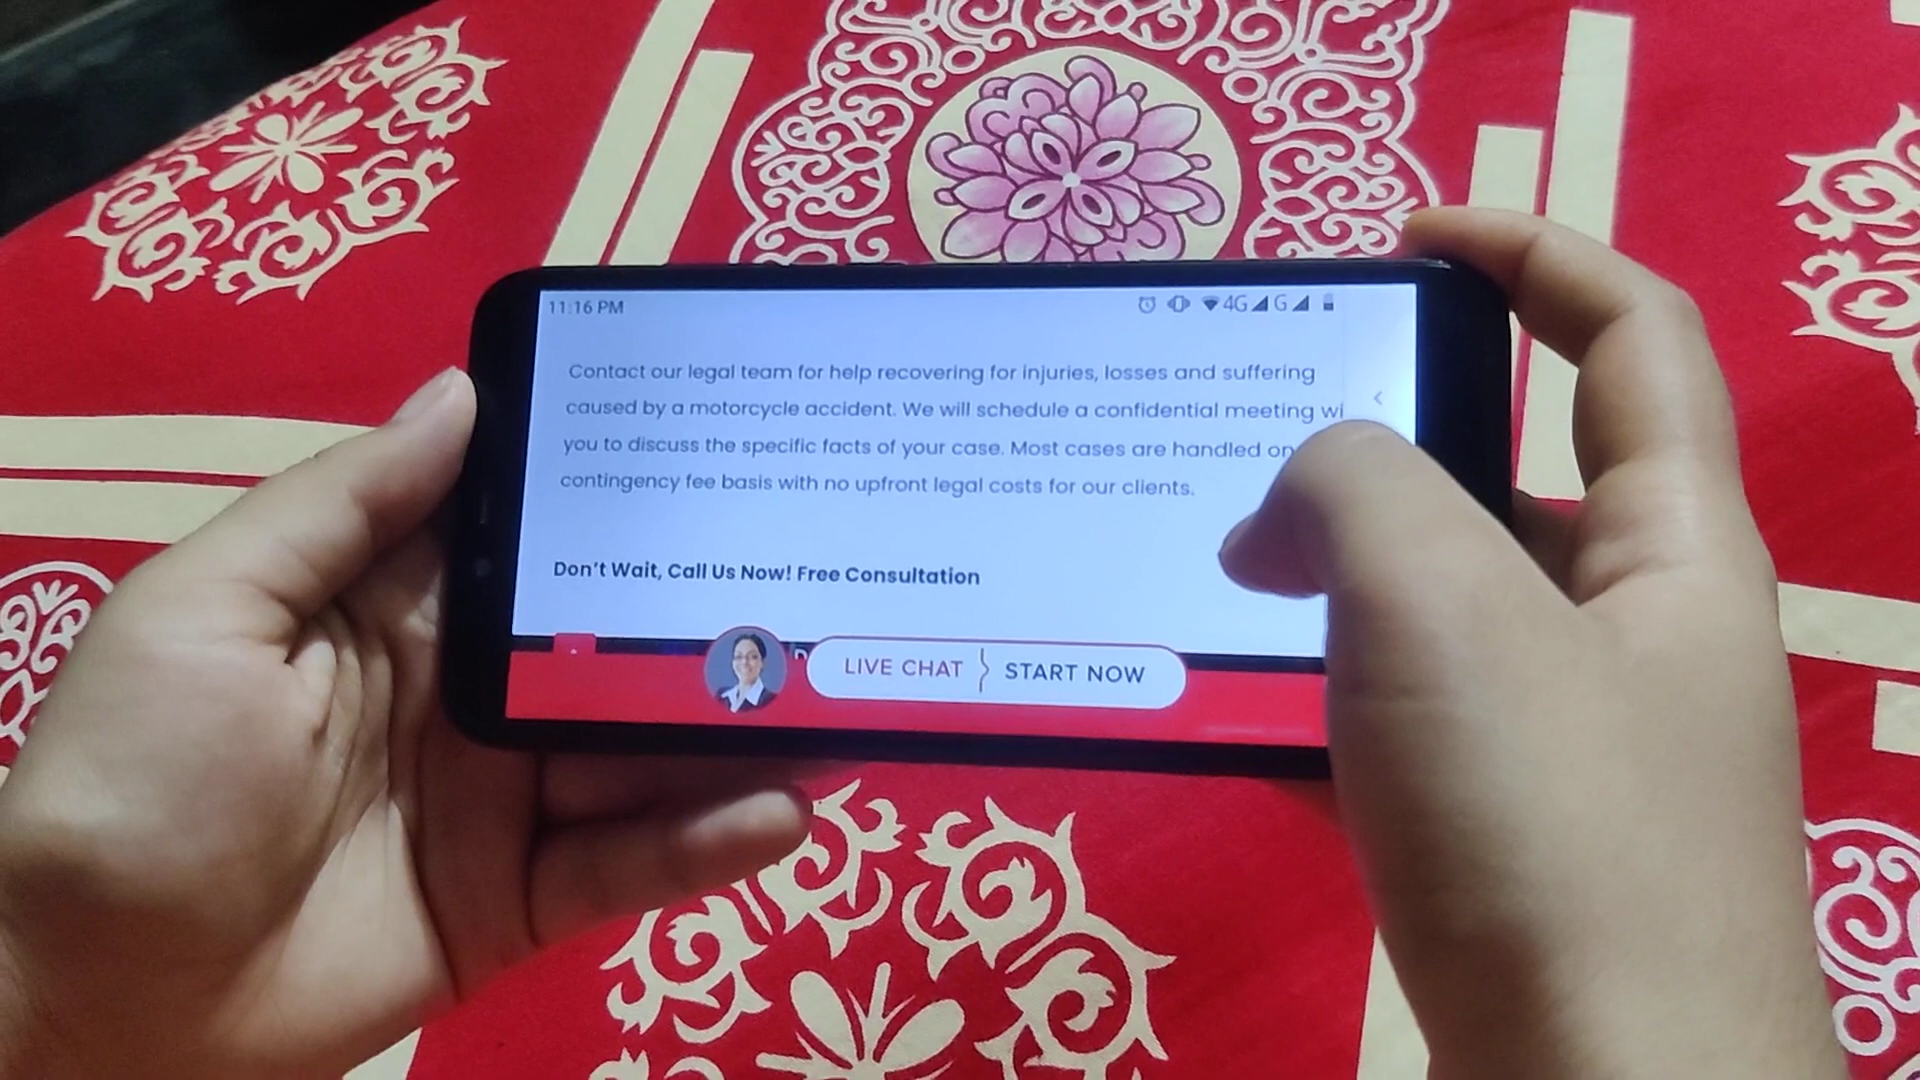 11:16 PM 4G G
Contact our legal team for help recovering for injuries, losses and suffering
caused by a motorcycle accident. We will schedule a confidential meeting wi
you to discuss the specific facts of your case. Most cases are handled on
contingency fee basis with no upfront legal costs for our clients.
Don't Wait, Call Us Now! Free Consultation
LIVE CHAT START NOW